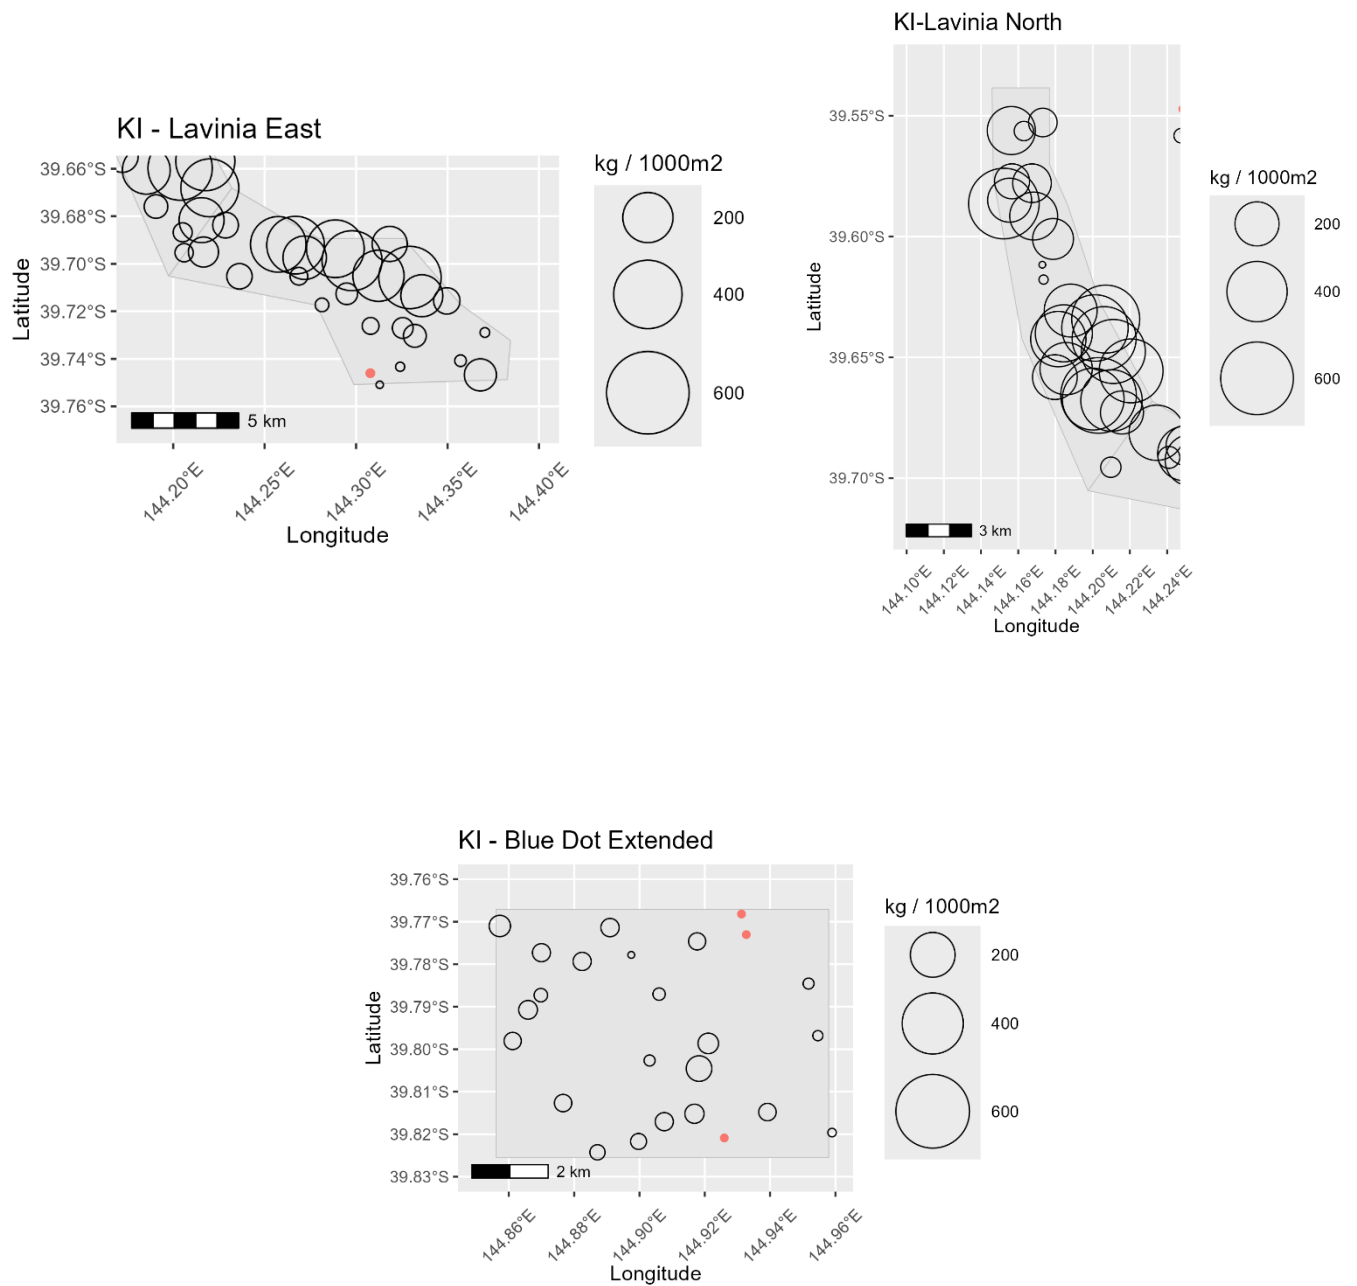 KI - Lavinia East
39.66°S
39.68°S
39.70°S
39.72°S
39.74°S
39.76°S
Latitude
5 km
144.20°E
144.25°E
144.30°E
144.35°E
144.40°E
Longitude
kg / 1000m2
200
400
600
KI-Lavinia North
39.55°S
39.60°S
39.65°S
39.70°S
Latitude
3 km
144.10°E
144.12°E
144.14°E
144.16°E
144.18°E
144.20°E
144.22°E
144.24°E
Longitude
kg / 1000m2
200
400
600
KI - Blue Dot Extended
39.76°S
39.77°S
39.78°S
39.79°S
39.80°S
39.81°S
39.82°S
39.83°S
Latitude
2 km
144.86°E
144.88°E
144.90°E
144.92°E
144.94°E
144.96°E
Longitude
kg / 1000m2
200
400
600